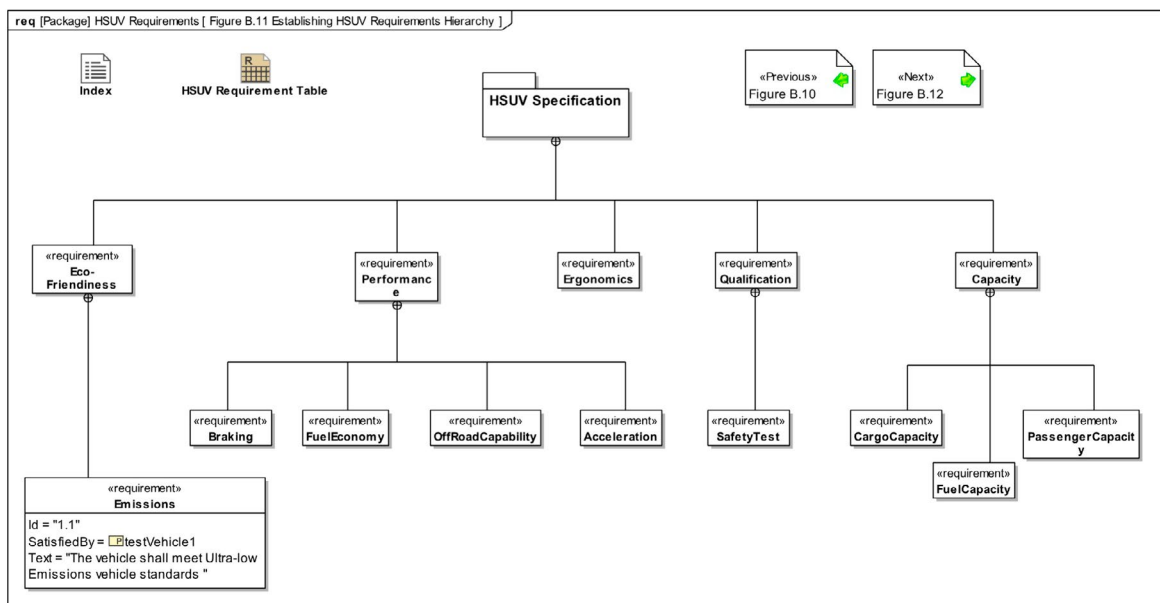 req [Package] HSUV Requirements [ Figure B.11 Establishing HSUV Requirements Hierarchy ]
Index
R
HSUV Requirement Table
HSUV Specification
«Previous»
Figure B.10
«Next»
Figure B.12
«requirement»
Eco-
Friendiness
«requirement»
Performanc
e
«requirement»
Ergonomics
«requirement»
Qualification
«requirement»
Capacity
«requirement»
Braking
«requirement»
FuelEconomy
«requirement»
OffRoadCapability
«requirement»
Acceleration
«requirement»
SafetyTest
«requirement»
CargoCapacity
«requirement»
PassengerCapacit
y
«requirement»
FuelCapacity
«requirement»
Emissions
Id = "1.1"
SatisfiedBy = P testVehicle1
Text = "The vehicle shall meet Ultra-low
Emissions vehicle standards "